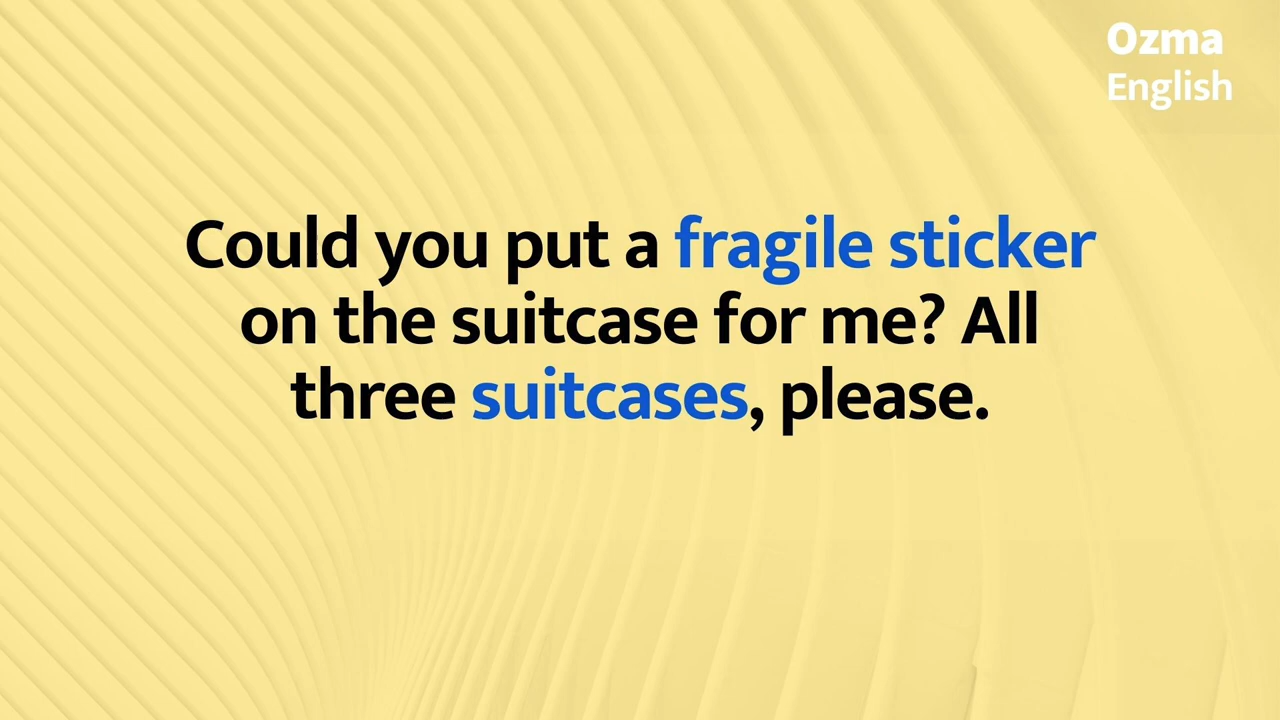 Ozma
English
Could you put a fragile sticker
on the suitcase for me? All
three suitcases, please.